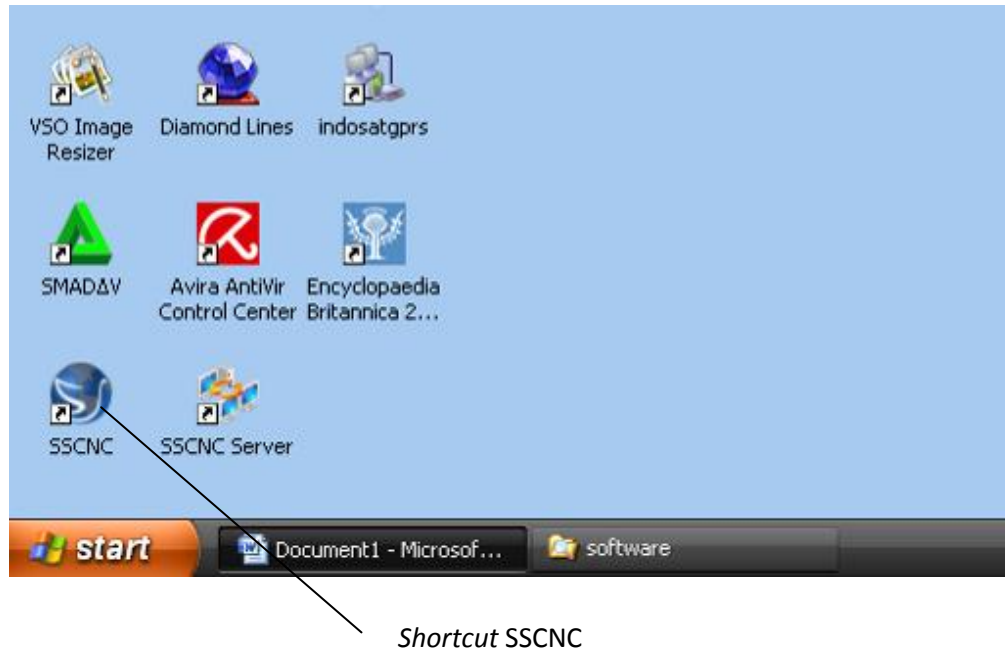 VSO Image
Resizer
Diamond Lines
indosatgprs
SMADΔV
Avira AntiVir
Control Center
Encyclopaedia
Britannica 2...
SSCNC
SSCNC Server
start
Document1 - Microsof...
software
Shortcut SSCNC